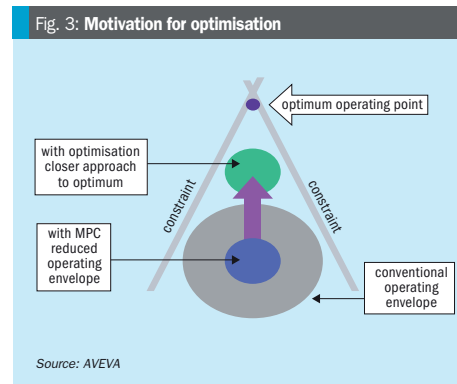 Fig. 3: Motivation for optimisation
optimum operating point
with optimisation
closer approach
to optimum
constraint
constraint
with MPC
reduced
operating
envelope
conventional
operating
envelope
Source: AVEVA